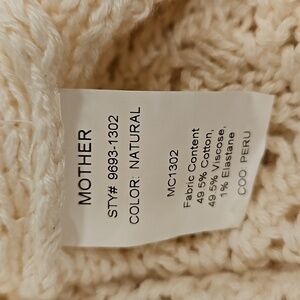 MOTHER
STY# 9693-1302
COLOR: NATURAL
MC1302
Fabric Content
49.5% Cotton,
49.5% Viscose,
1% Elastane
COO PERU